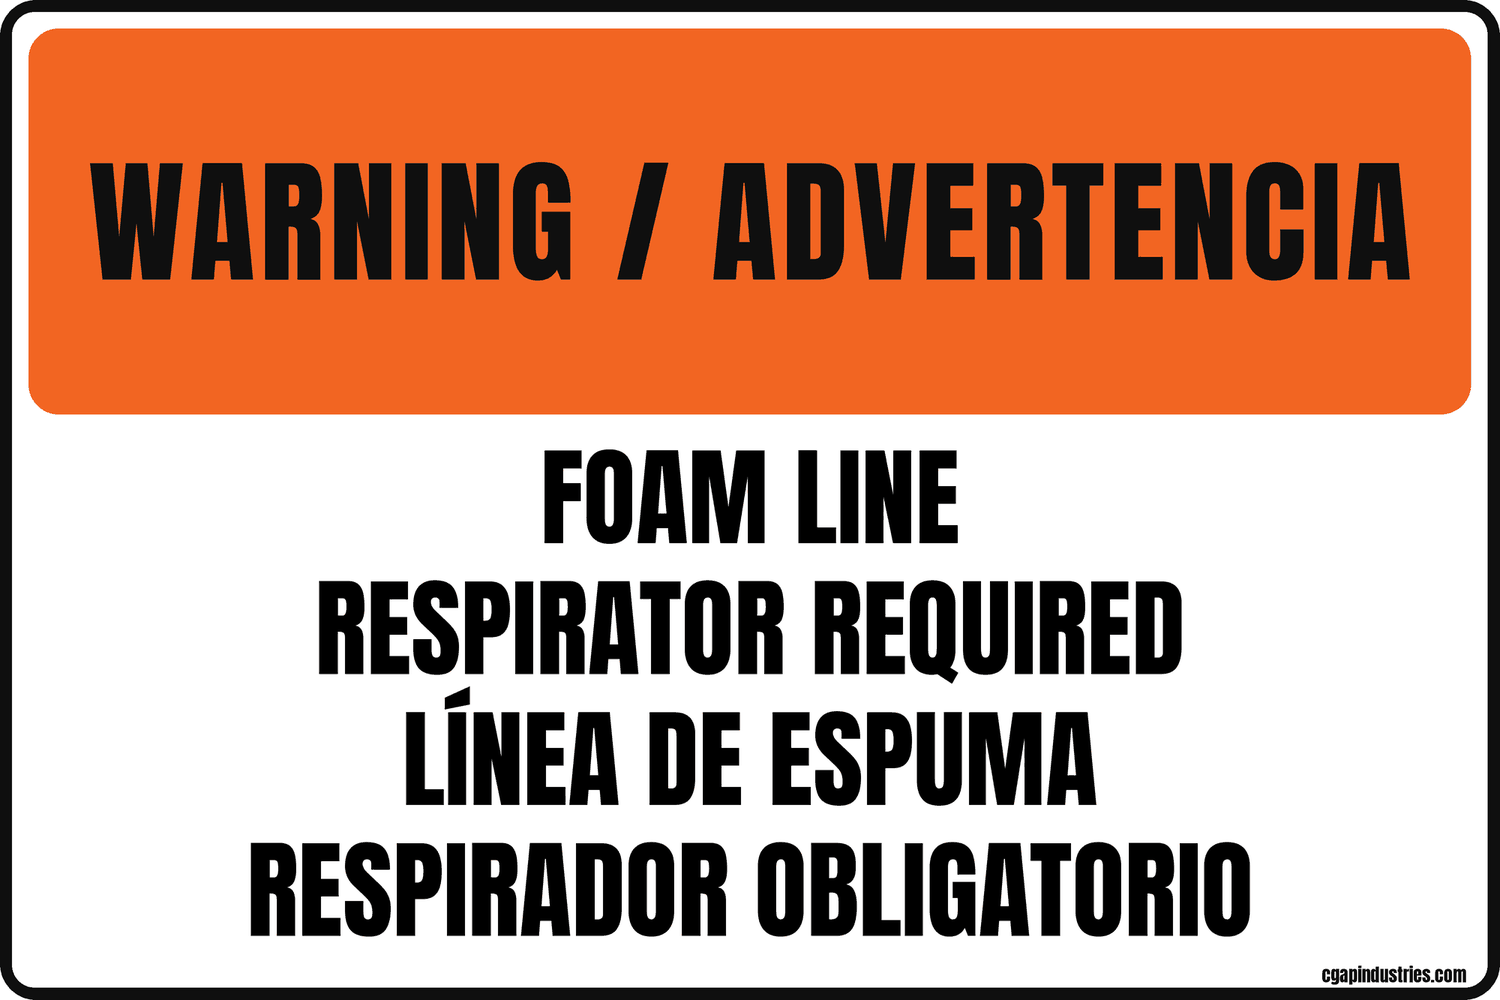 WARNING / ADVERTENCIA
FOAM LINE
RESPIRATOR REQUIRED
LÍNEA DE ESPUMA
RESPIRADOR OBLIGATORIO
cgapindustries.com